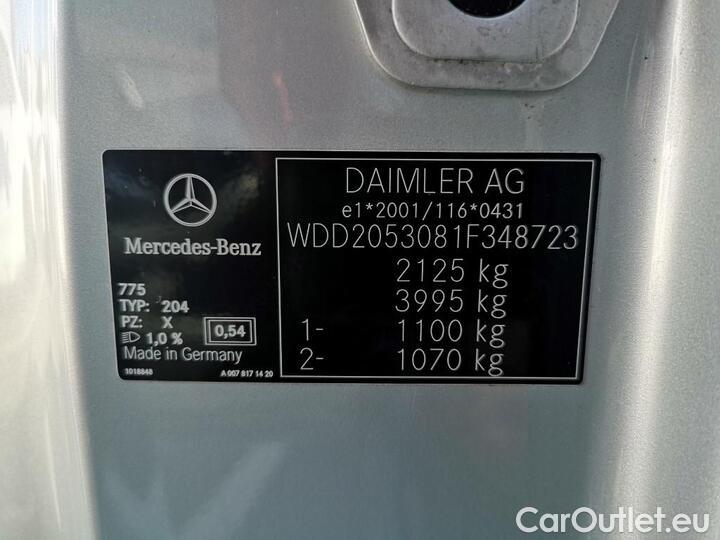 Mercedes-Benz
775
TYP: 204
PZ: X
1,0 %
0,54
Made in Germany
1018848
A 007 817 14 20
DAIMLER AG
e1*2001/116*0431
WDD2053081F348723
2125 kg
3995 kg
1- 1100 kg
2- 1070 kg
CarOutlet.eu